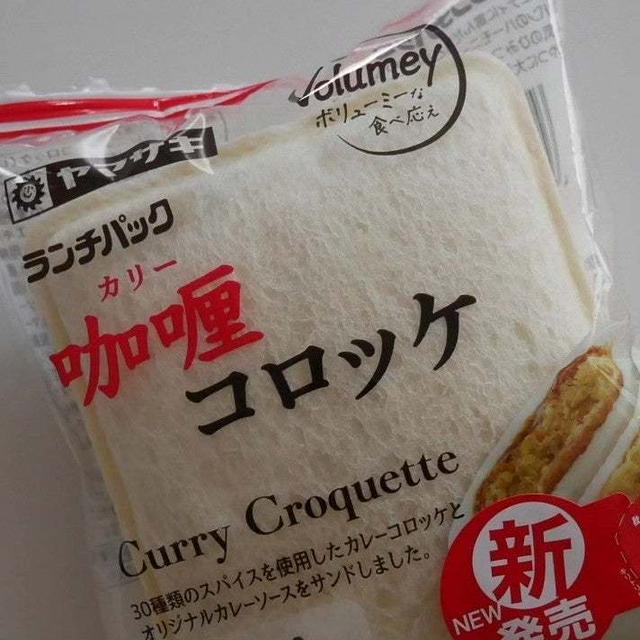 Volumey
ボリューミーな
食べ応え
ヤマザキ
ランチパック
カリー
咖喱
コロッケ
Curry Croquette
30種類のスパイスを使用したカレーコロッケと
オリジナルカレーソースをサンドしました。
新
NEW
発売